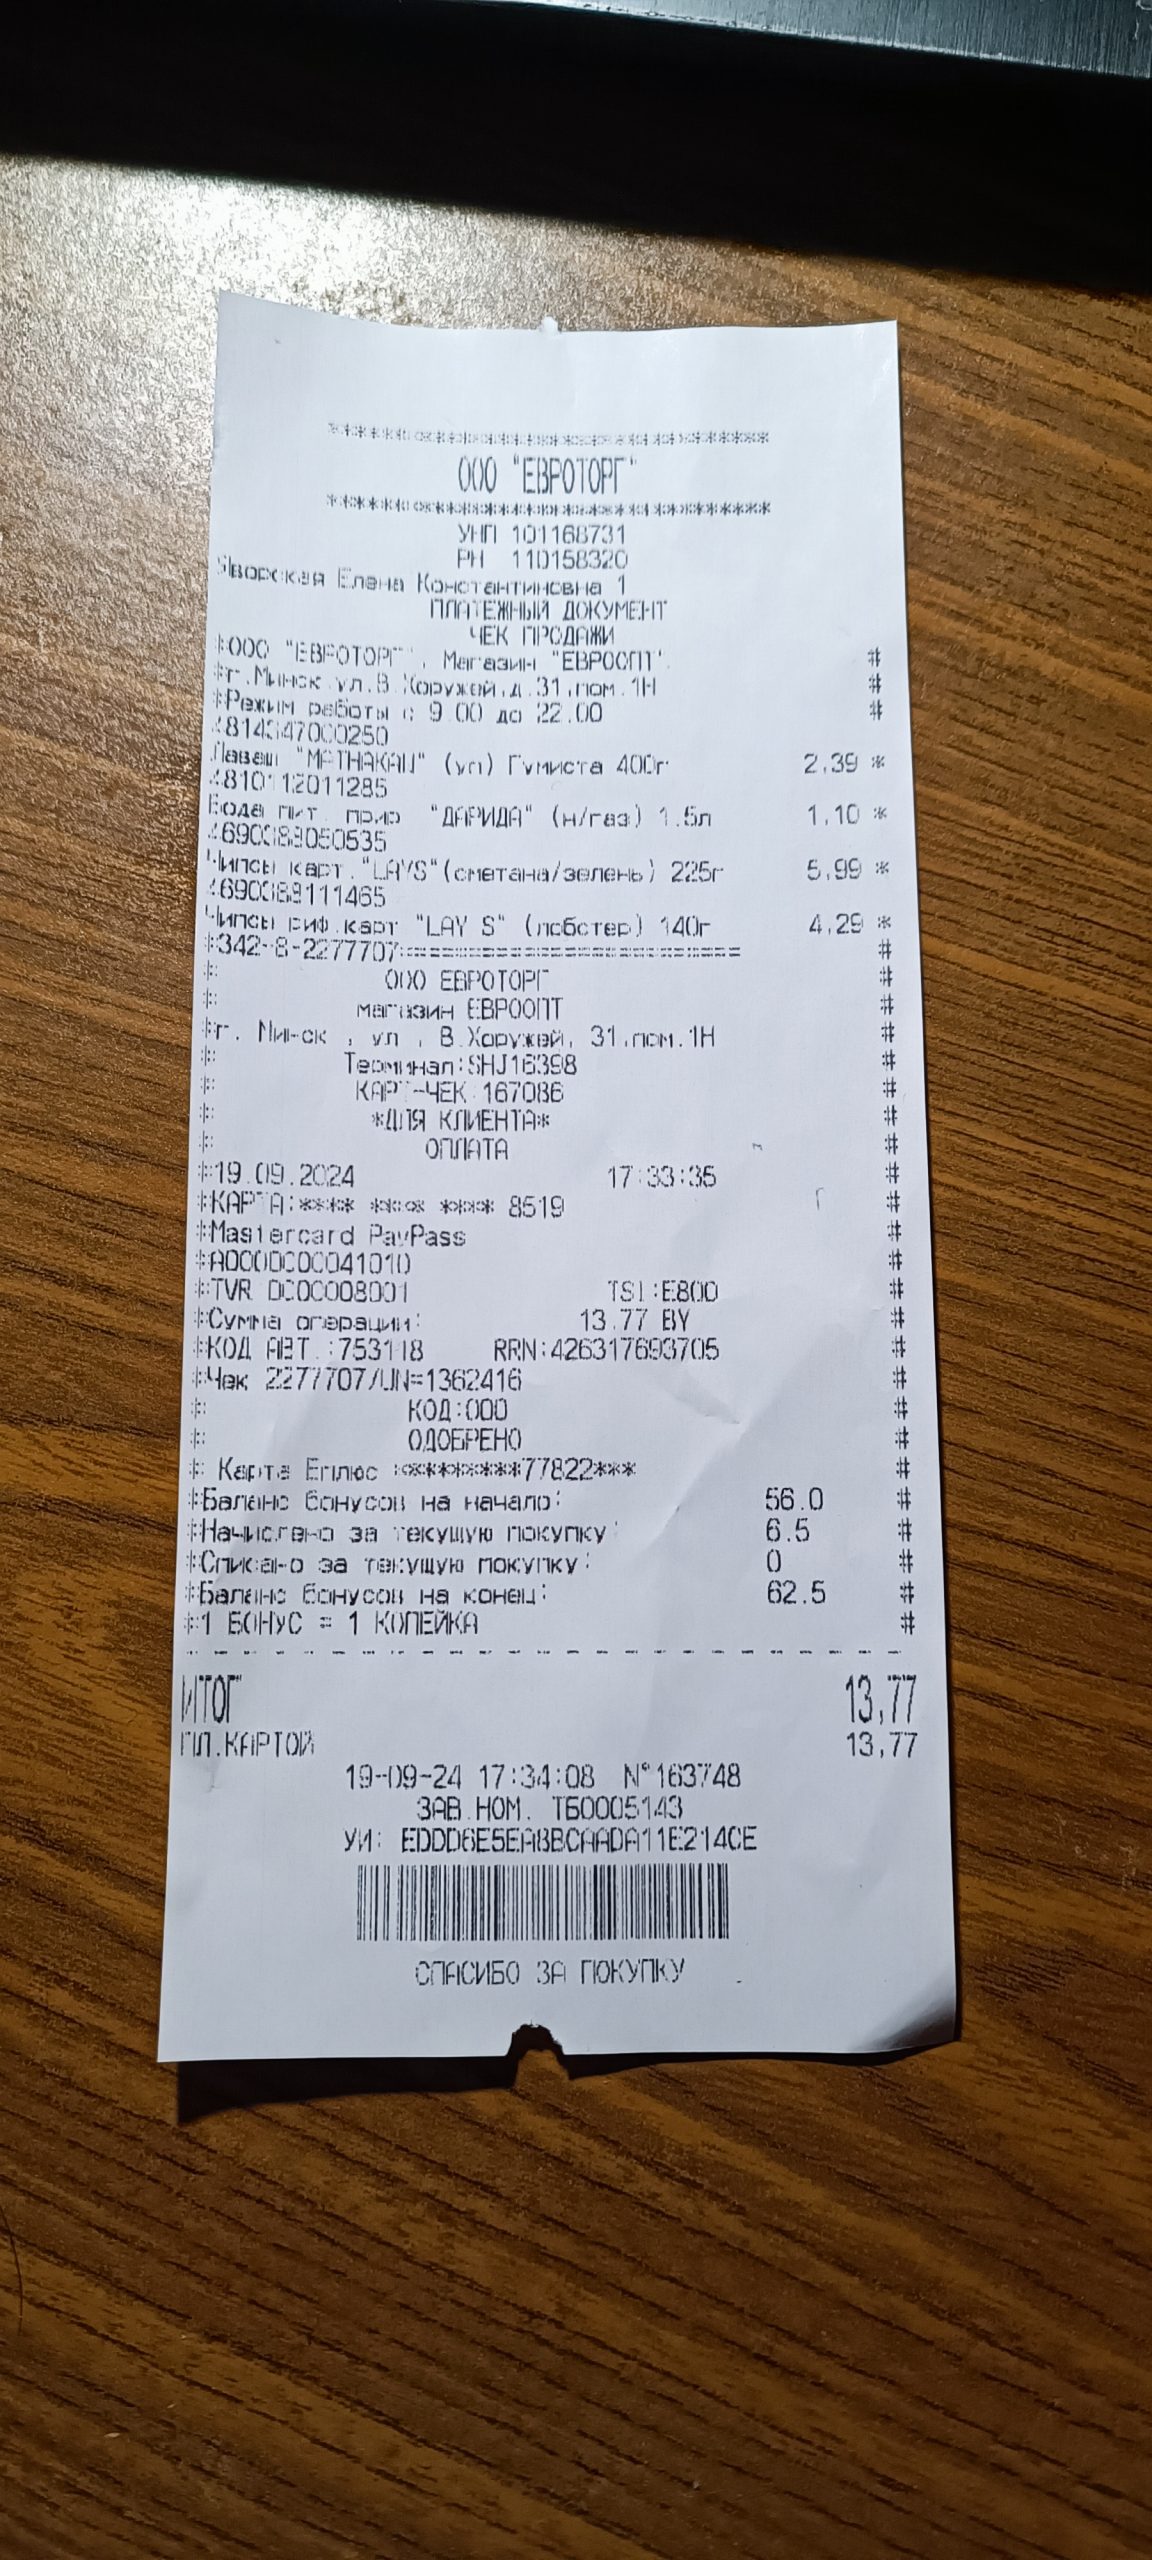 ********************************
ООО "ЕВРОТОРГ"
********************************
УНП 101168731
РН 110158320
Яворская Елена Константиновна 1
ПЛАТЕЖНЫЙ ДОКУМЕНТ
ЧЕК ПРОДАЖИ
#ООО "ЕВРОТОРГ", Магазин "ЕВРООПТ" #
#г.Минск,ул.В.Хоружей,д.31,пом.1Н #
#Режим работы с 9.00 до 22.00 #
4814347000250
Лаваш "МАТНАКАШ" (уп) Гумиста 400г 2,39 *
4810112011285
Вода пит. прир "ДАРИДА" (н/газ) 1.5л 1,10 *
4690388050535
Чипсы карт."LAYS"(сметана/зелень) 225г 5,99 *
4690388111465
Чипсы риф.карт "LAY S" (лобстер) 140г 4,29 *
#342-8-2277707============================ #
# ООО ЕВРОТОРГ #
# магазин ЕВРООПТ #
#г. Минск , ул , В.Хоружей, 31,пом.1Н #
# Терминал:SHJ16398 #
# КАРТ-ЧЕК 167086 #
# *ДЛЯ КЛИЕНТА* #
# ОПЛАТА #
#19.09.2024 17:33:35 #
#КАРТА:**** **** **** 8519 #
#Mastercard PayPass #
#A0000000041010 #
#TVR 0000008001 TSI:E800 #
#Сумма операции: 13.77 BY #
#КОД АВТ.:753118 RRN:426317693705 #
#Чек 2277707/UN=1362416 #
# КОД:000 #
# ОДОБРЕНО #
# Карта Еплюс :********77822*** #
#Баланс бонусов на начало: 56.0 #
#Начислено за текущую покупку: 6.5 #
#Списано за текущую покупку: 0 #
#Баланс бонусов на конец: 62.5 #
#1 БОНУС = 1 КОПЕЙКА #
ИТОГ 13,77
ПЛ.КАРТОЙ 13,77
19-09-24 17:34:08 N°163748
ЗАВ.НОМ. ТБ0005143
УИ: EDDD6E5EA8BCAADA11E214CE
СПАСИБО ЗА ПОКУПКУ